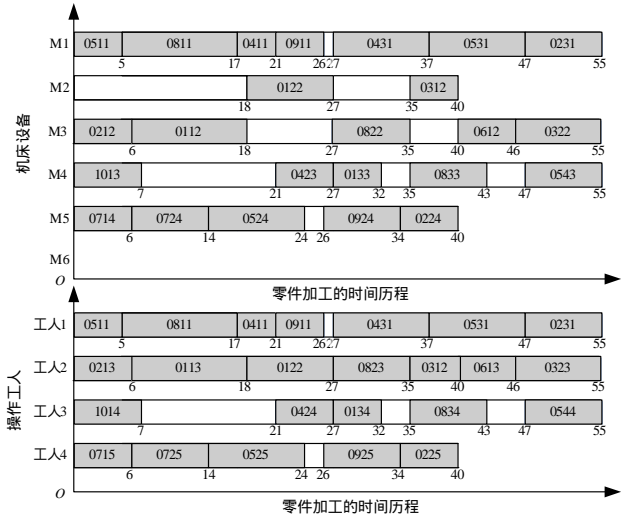 M1 0511 0811 0411 0911 0431 0531 0231
5 17 21 26 27 37 47 55
M2 0122 0312
18 27 35 40
M3 0212 0112 0822 0612 0322
6 18 27 35 40 46 55
M4 1013 0423 0133 0833 0543
7 21 27 32 35 43 47 55
M5 0714 0724 0524 0924 0224
6 14 24 26 34 40
M6
O
机床设备
零件加工的时间历程
工人1 0511 0811 0411 0911 0431 0531 0231
5 17 21 26 27 37 47 55
工人2 0213 0113 0122 0823 0312 0613 0323
6 18 27 35 40 46 55
工人3 1014 0424 0134 0834 0544
7 21 27 32 35 43 47 55
工人4 0715 0725 0525 0925 0225
6 14 24 26 34 40
O
操作工人
零件加工的时间历程